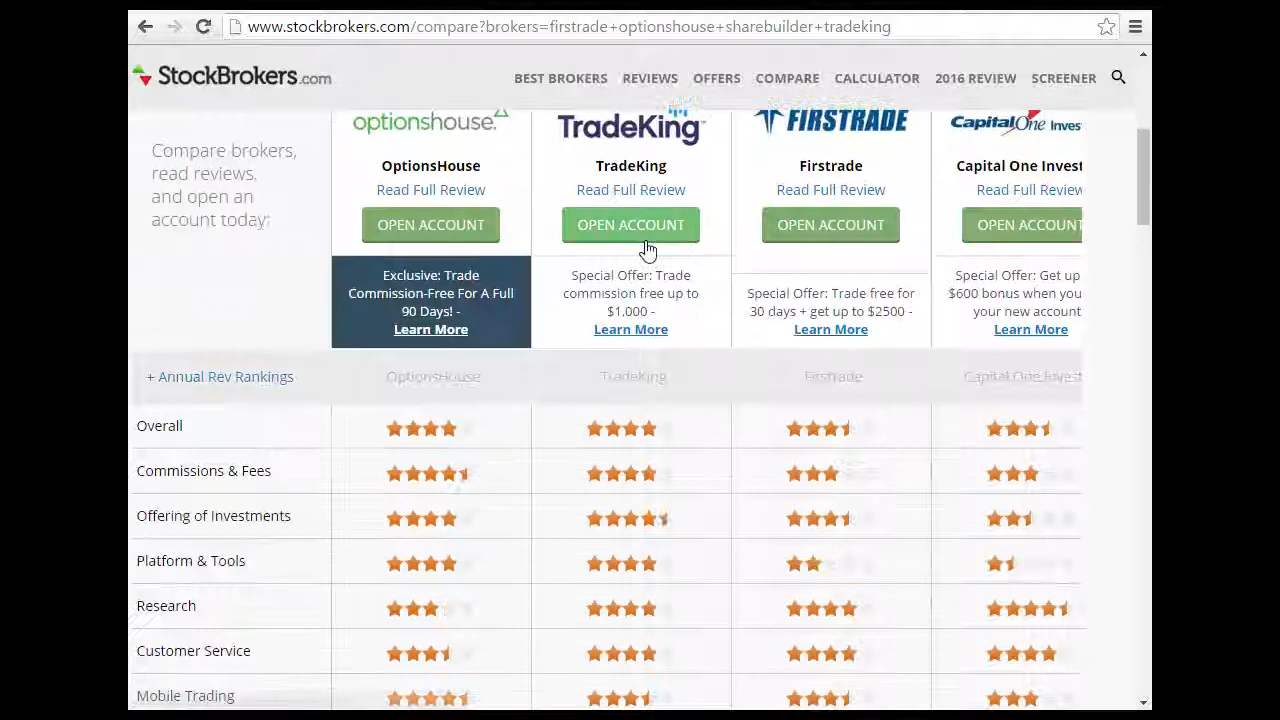 www.stockbrokers.com/compare?brokers=firstrade+optionshouse+sharebuilder+tradeking
StockBrokers.com
BEST BROKERS REVIEWS OFFERS COMPARE CALCULATOR 2016 REVIEW SCREENER
Compare brokers,
read reviews,
and open an
account today:
optionshouse. TradeKing FIRSTRADE Capital One Inves
OptionsHouse TradeKing Firstrade Capital One Invest
Read Full Review Read Full Review Read Full Review Read Full Review
OPEN ACCOUNT OPEN ACCOUNT OPEN ACCOUNT OPEN ACCOUNT
Exclusive: Trade
Commission-Free For A Full
90 Days! -
Learn More
Special Offer: Trade
commission free up to
$1,000 -
Learn More
Special Offer: Trade free for
30 days + get up to $2500 -
Learn More
Special Offer: Get up
$600 bonus when you
your new account
Learn More
+ Annual Rev Rankings OptionsHouse TradeKing Firstrade Capital One Invest
Overall
Commissions & Fees
Offering of Investments
Platform & Tools
Research
Customer Service
Mobile Trading